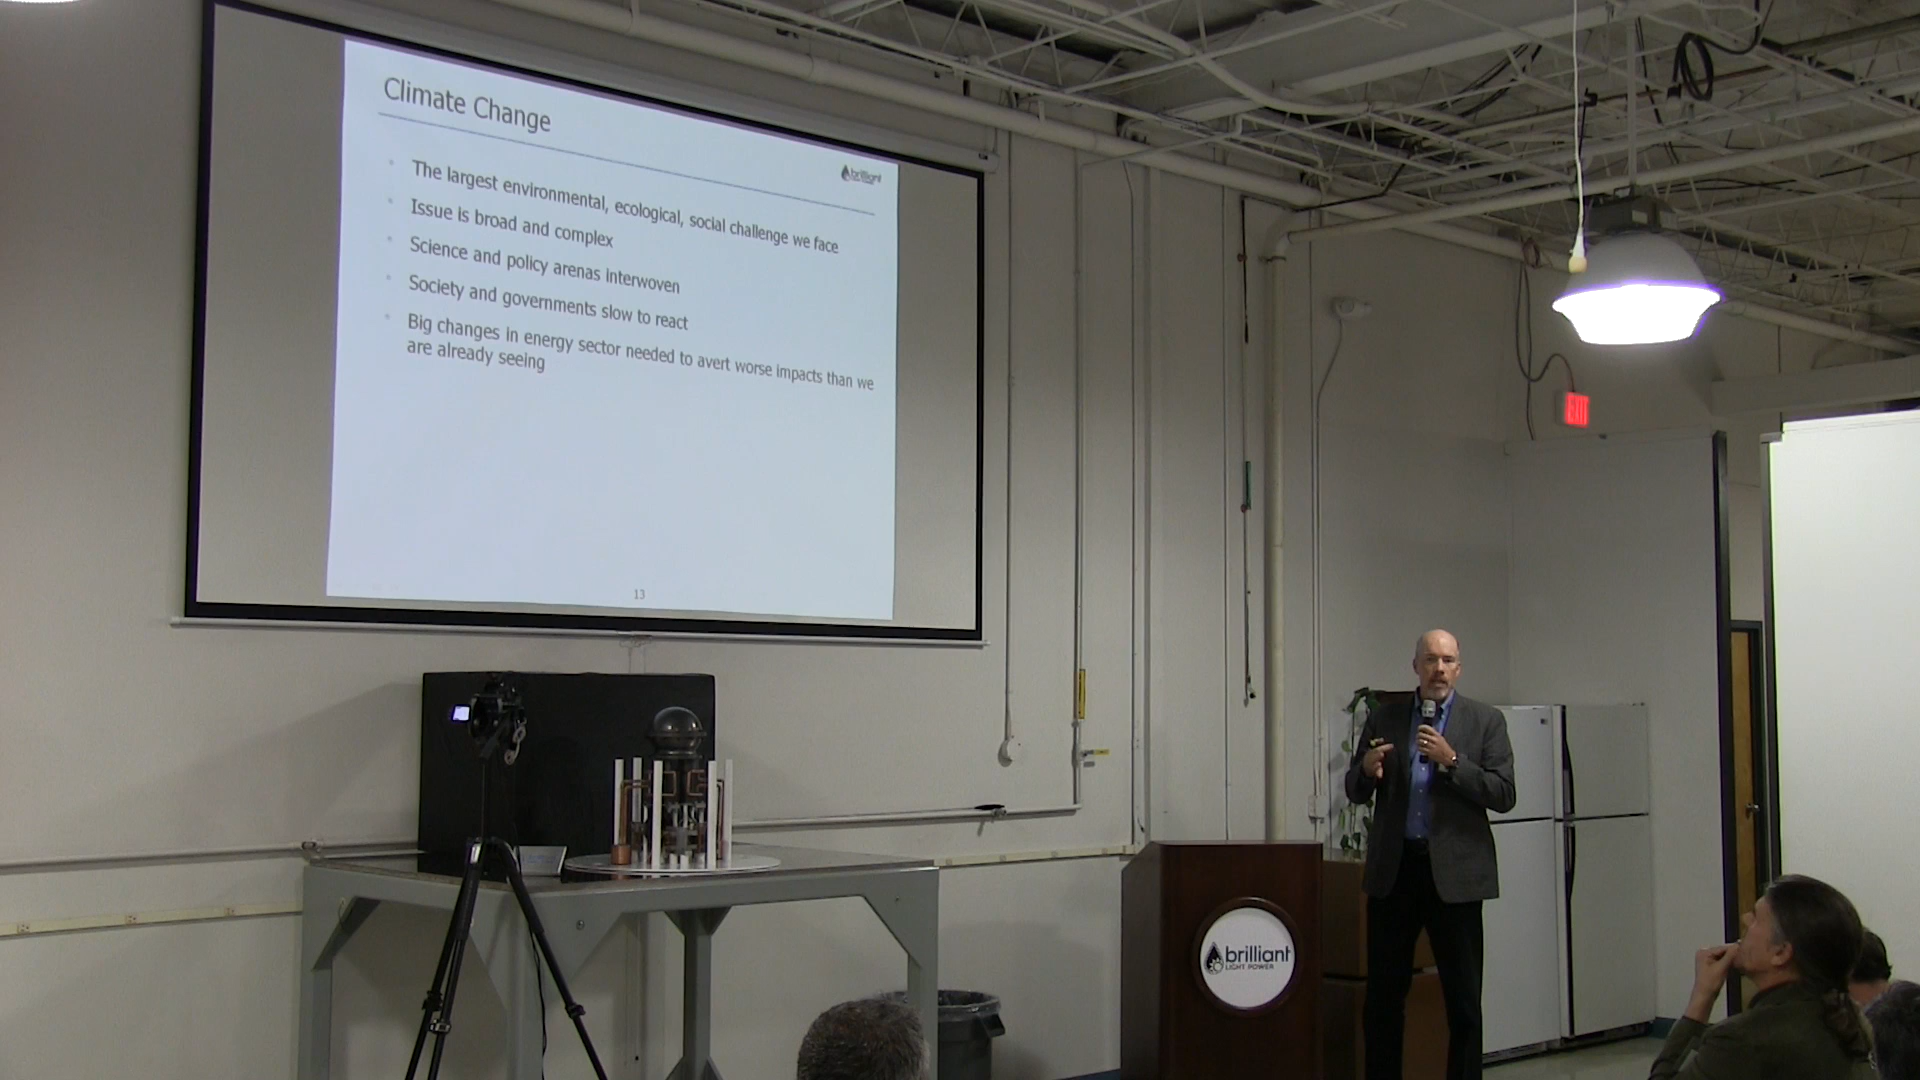 Climate Change
brilliant
The largest environmental, ecological, social challenge we face
Issue is broad and complex
Science and policy arenas interwoven
Society and governments slow to react
Big changes in energy sector needed to avert worse impacts than we
are already seeing
13
EXIT
brilliant
LIGHT POWER